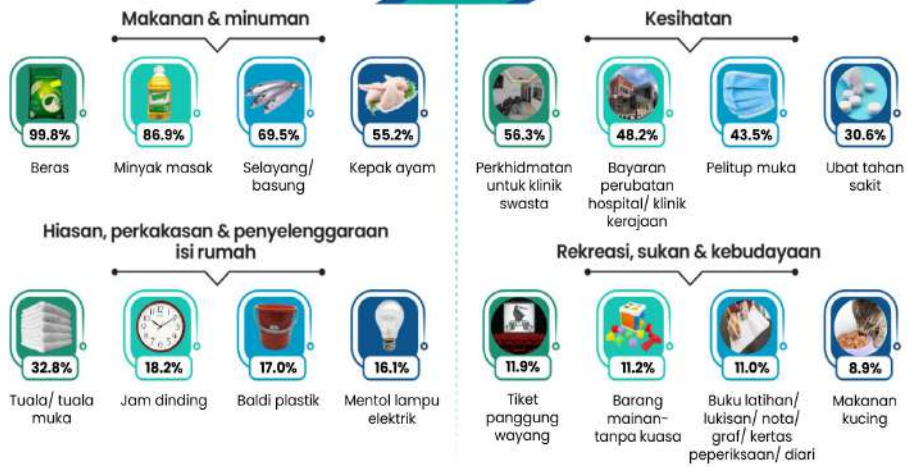 Makanan & minuman
99.8%
86.9%
69.5%
55.2%
Beras
Minyak masak
Selayang/
basung
Kepak ayam
Kesihatan
56.3%
48.2%
43.5%
30.6%
Perkhidmatan
untuk klinik
swasta
Bayaran
perubatan
hospital/ klinik
kerajaan
Pelitup muka
Ubat tahan
sakit
Hiasan, perkakasan & penyelenggaraan
isi rumah
32.8%
18.2%
17.0%
16.1%
Tuala/ tuala
muka
Jam dinding
Baldi plastik
Mentol lampu
elektrik
Rekreasi, sukan & kebudayaan
11.9%
11.2%
11.0%
8.9%
Tiket
panggung
wayang
Barang
mainan-
tanpa kuasa
Buku latihan/
lukisan/ nota/
graf/ kertas
peperiksaan/ diari
Makanan
kucing